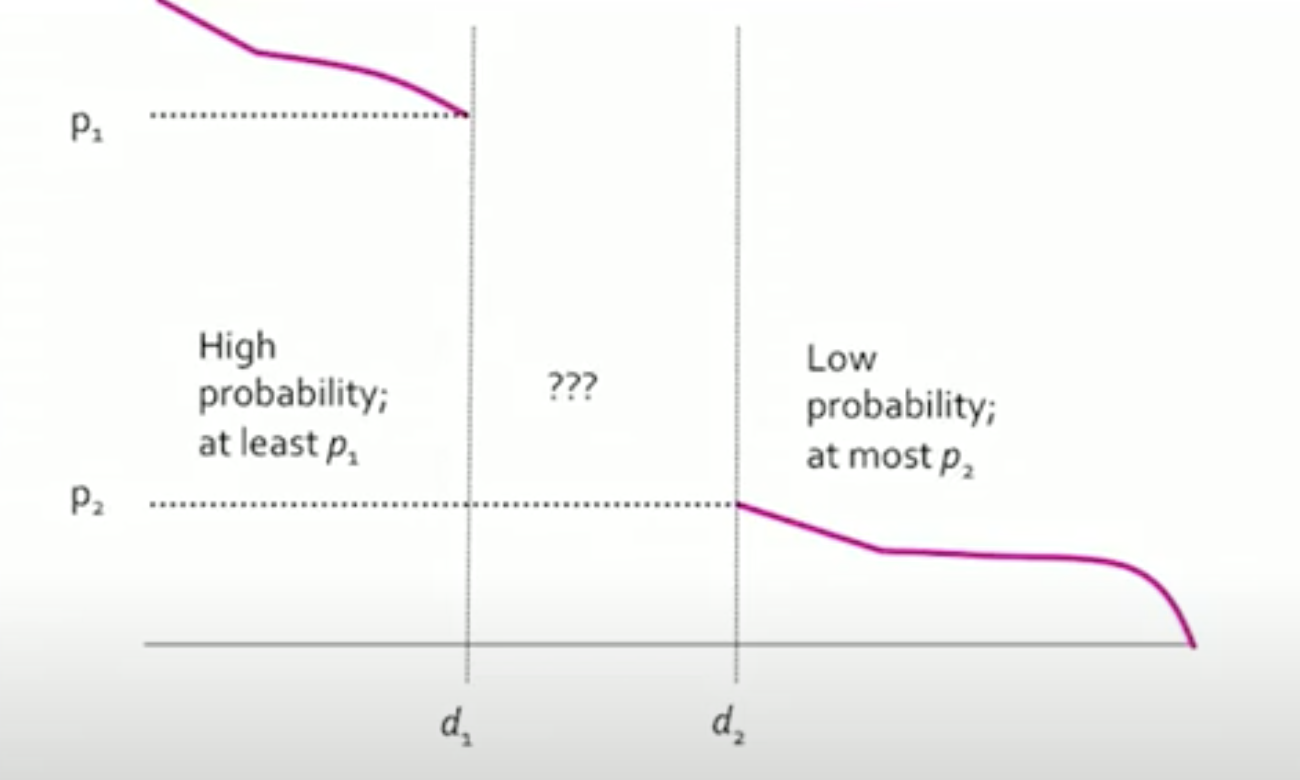 p₁
High
probability;
at least p₁
???
Low
probability;
at most p₂
p₂
d₁
d₂